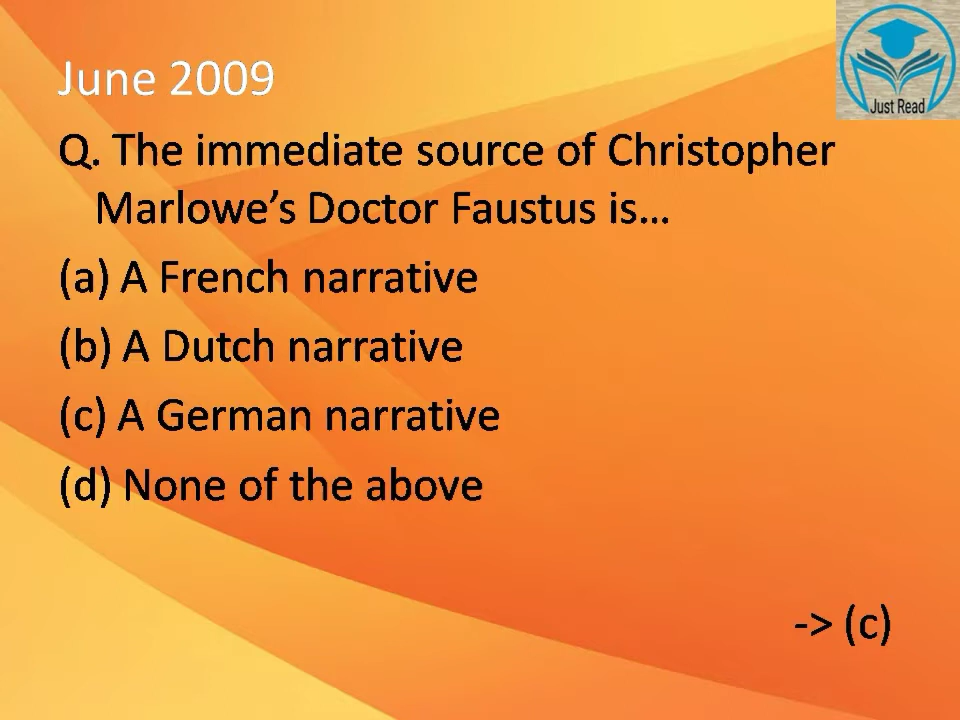 June 2009
Just Read
Q. The immediate source of Christopher
Marlowe’s Doctor Faustus is…
(a) A French narrative
(b) A Dutch narrative
(c) A German narrative
(d) None of the above
-> (c)